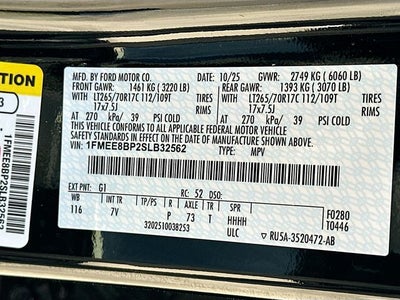 MFD. BY FORD MOTOR CO. 10/25 GVWR: 2749 KG ( 6060 LB)
FRONT GAWR: 1461 KG ( 3220 LB) REAR GAWR: 1393 KG ( 3070 LB)
LT265/70R17C 112/109T TIRES LT265/70R17C 112/109T TIRES
17x7.5J RIMS 17x7.5J RIMS
AT 270 kPa/ 39 PSI COLD AT 270 kPa/ 39 PSI COLD
THIS VEHICLE CONFORMS TO ALL APPLICABLE FEDERAL MOTOR VEHICLE SAFETY AND BUMPER
STANDARDS IN EFFECT ON THE DATE OF MANUFACTURE SHOWN ABOVE.
VIN: 1FMEE8BP2SLB32562 TYPE: MPV
EXT PNT: G1 RC: 52 DSO:
WB INT TR TP/PS R AXLE TR SPR F0280
116 7V P 73 T HHHH T0446
3202510038253 ULC RU5A-3520472-AB
1FMEE8BP2SLB32562